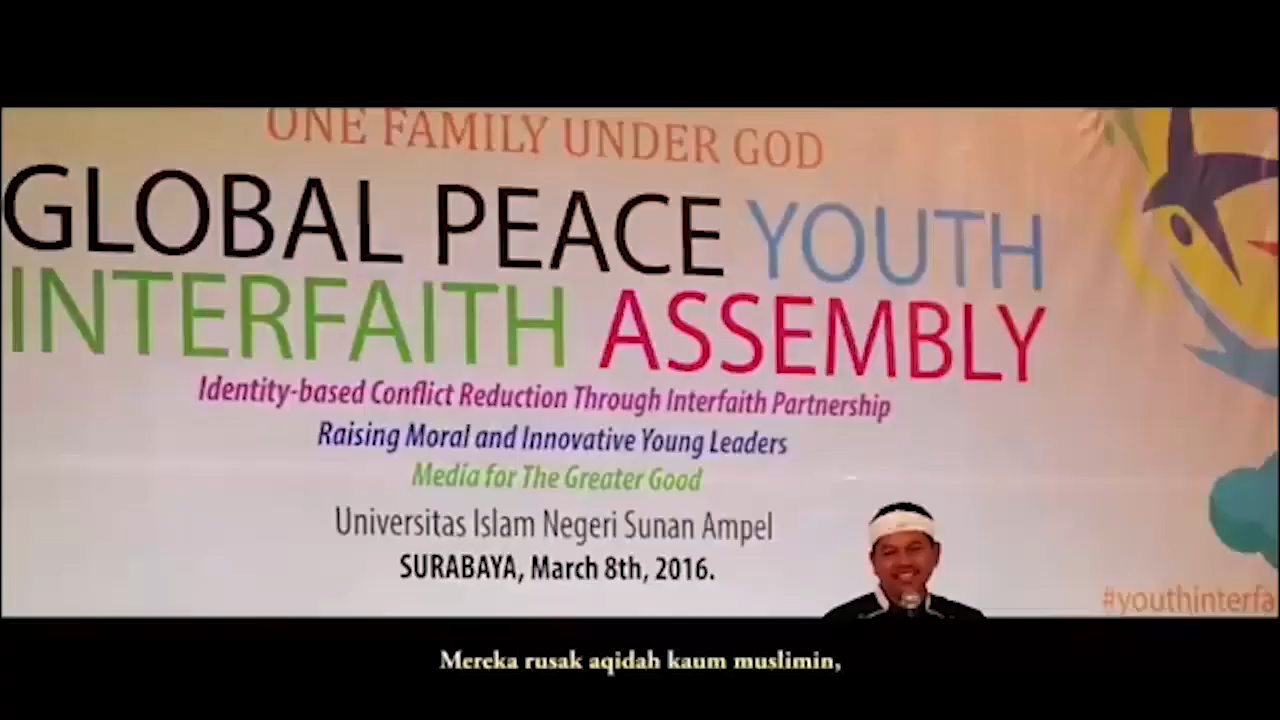 ONE FAMILY UNDER GOD
GLOBAL PEACE YOUTH
INTERFAITH ASSEMBLY
Identity-based Conflict Reduction Through Interfaith Partnership
Raising Moral and Innovative Young Leaders
Media for The Greater Good
Universitas Islam Negeri Sunan Ampel
SURABAYA, March 8th, 2016.
#youthinterfa
Mereka rusak aqidah kaum muslimin,